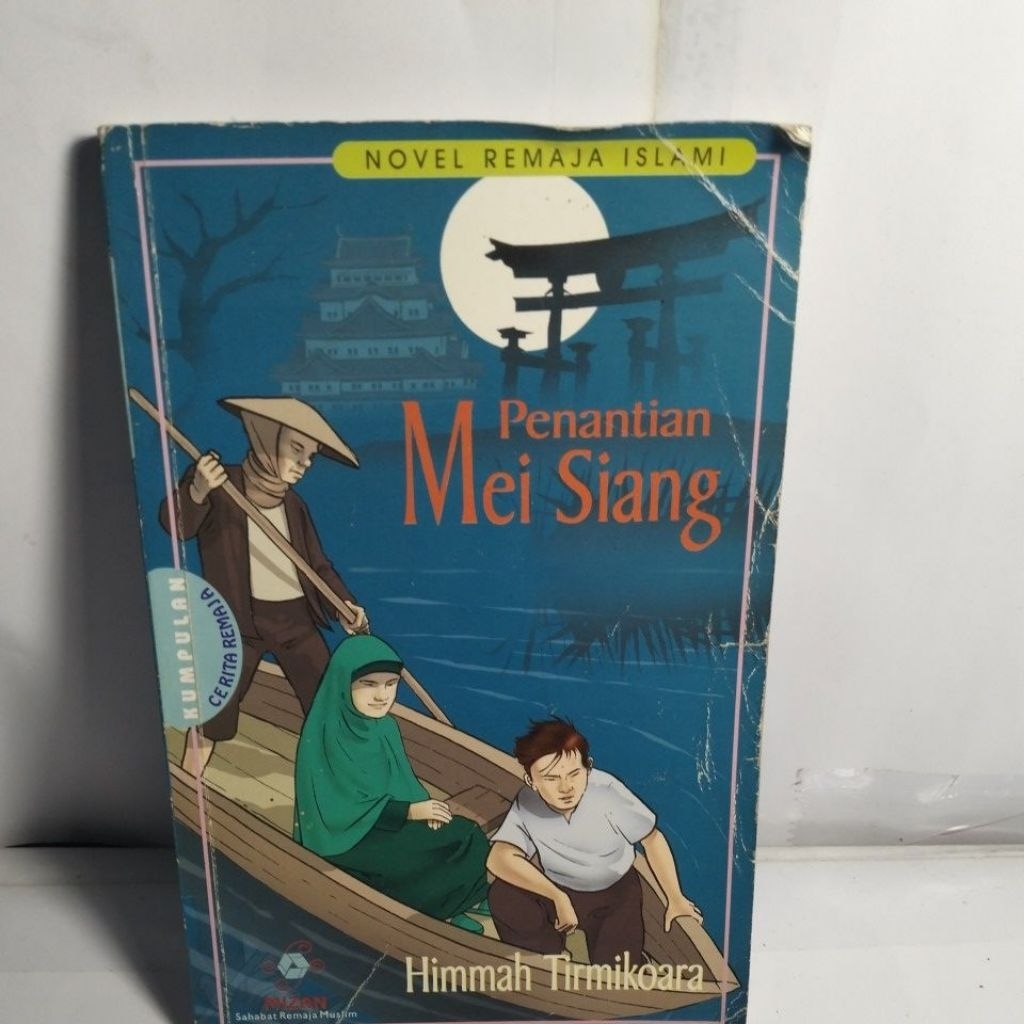 NOVEL REMAJA ISLAMI
Penantian
Mei Siang
KUMPULAN
CERITA REMAJA
Himmah Tirmikoara
MIZAN
Sahabat Remaja Muslim